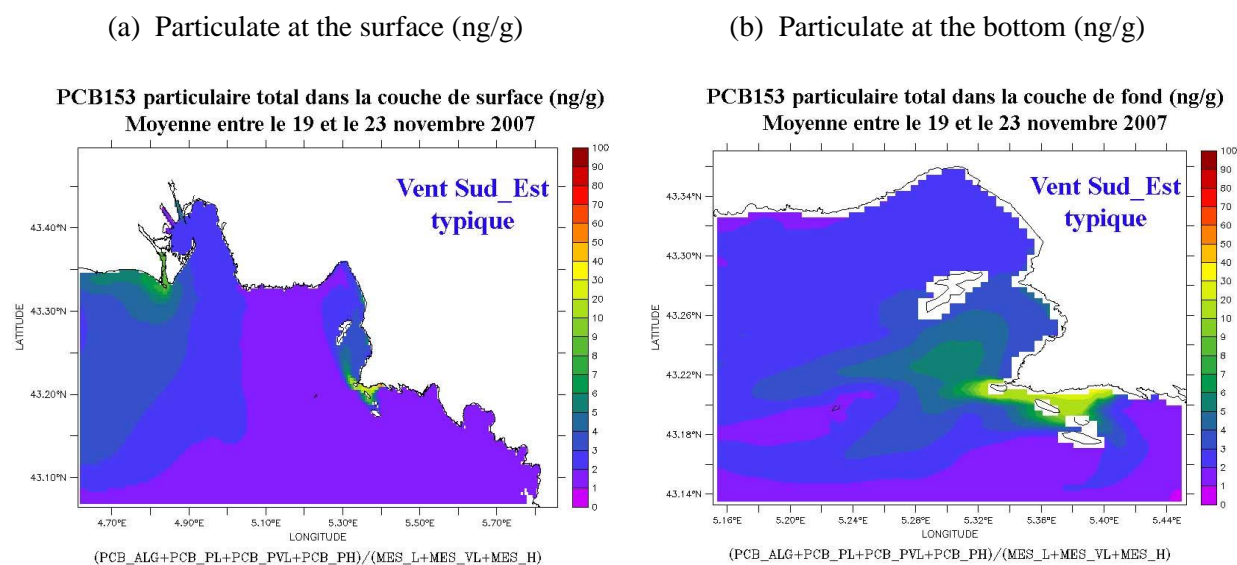 (a) Particulate at the surface (ng/g)
(b) Particulate at the bottom (ng/g)
PCB153 particulaire total dans la couche de surface (ng/g)
Moyenne entre le 19 et le 23 novembre 2007
Vent Sud_Est
typique
43.40°N
43.30°N
43.20°N
43.10°N
LATITUDE
4.70°E 4.90°E 5.10°E 5.30°E 5.50°E 5.70°E
LONGITUDE
100
90
80
70
60
50
40
30
20
10
9
8
7
6
5
4
3
2
1
0
(PCB_ALG+PCB_PL+PCB_PVL+PCB_PH)/(MES_L+MES_VL+MES_H)
PCB153 particulaire total dans la couche de fond (ng/g)
Moyenne entre le 19 et le 23 novembre 2007
Vent Sud_Est
typique
43.34°N
43.30°N
43.26°N
43.22°N
43.18°N
43.14°N
LATITUDE
5.16°E 5.20°E 5.24°E 5.28°E 5.32°E 5.36°E 5.40°E 5.44°E
LONGITUDE
100
90
80
70
60
50
40
30
20
10
9
8
7
6
5
4
3
2
1
0
(PCB_ALG+PCB_PL+PCB_PVL+PCB_PH)/(MES_L+MES_VL+MES_H)